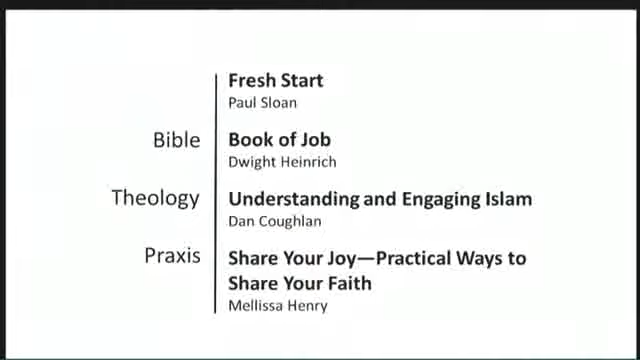 Fresh Start
Paul Sloan
Bible
Book of Job
Dwight Heinrich
Theology
Understanding and Engaging Islam
Dan Coughlan
Praxis
Share Your Joy—Practical Ways to
Share Your Faith
Mellissa Henry